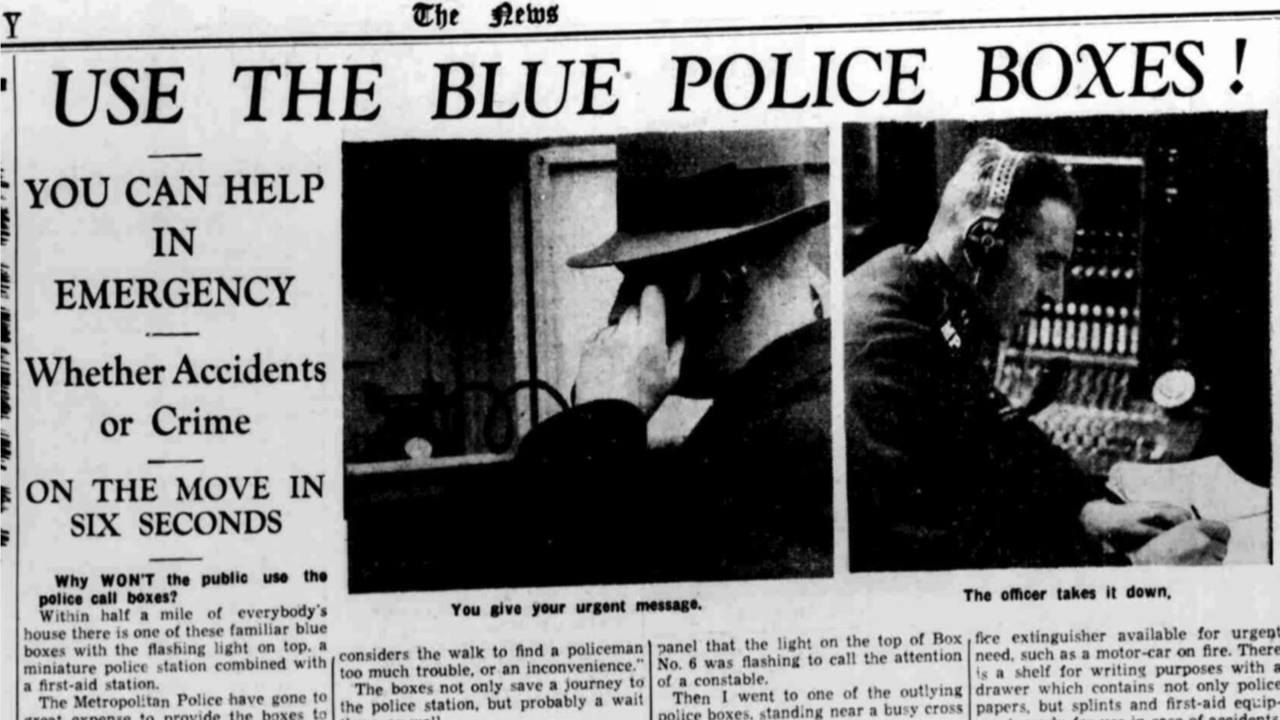 Y
The News
USE THE BLUE POLICE BOXES!
YOU CAN HELP
IN
EMERGENCY
Whether Accidents
or Crime
ON THE MOVE IN
SIX SECONDS
Why WON'T the public use the
police call boxes?
Within half a mile of everybody's
house there is one of these familiar blue
boxes with the flashing light on top, a
miniature police station combined with
a first-aid station.
The Metropolitan Police have gone to
great expense to provide the boxes to
You give your urgent message.
The officer takes it down,
considers the walk to find a policeman
too much trouble, or an inconvenience."
The boxes not only save a journey to
the police station, but probably a wait
panel that the light on the top of Box
No. 6 was flashing to call the attention
of a constable.
Then I went to one of the outlying
police boxes, standing near a busy cross
fire extinguisher available for urgent
need, such as a motor-car on fire. There
is a shelf for writing purposes with a
drawer which contains not only police
papers, but splints and first-aid equip-